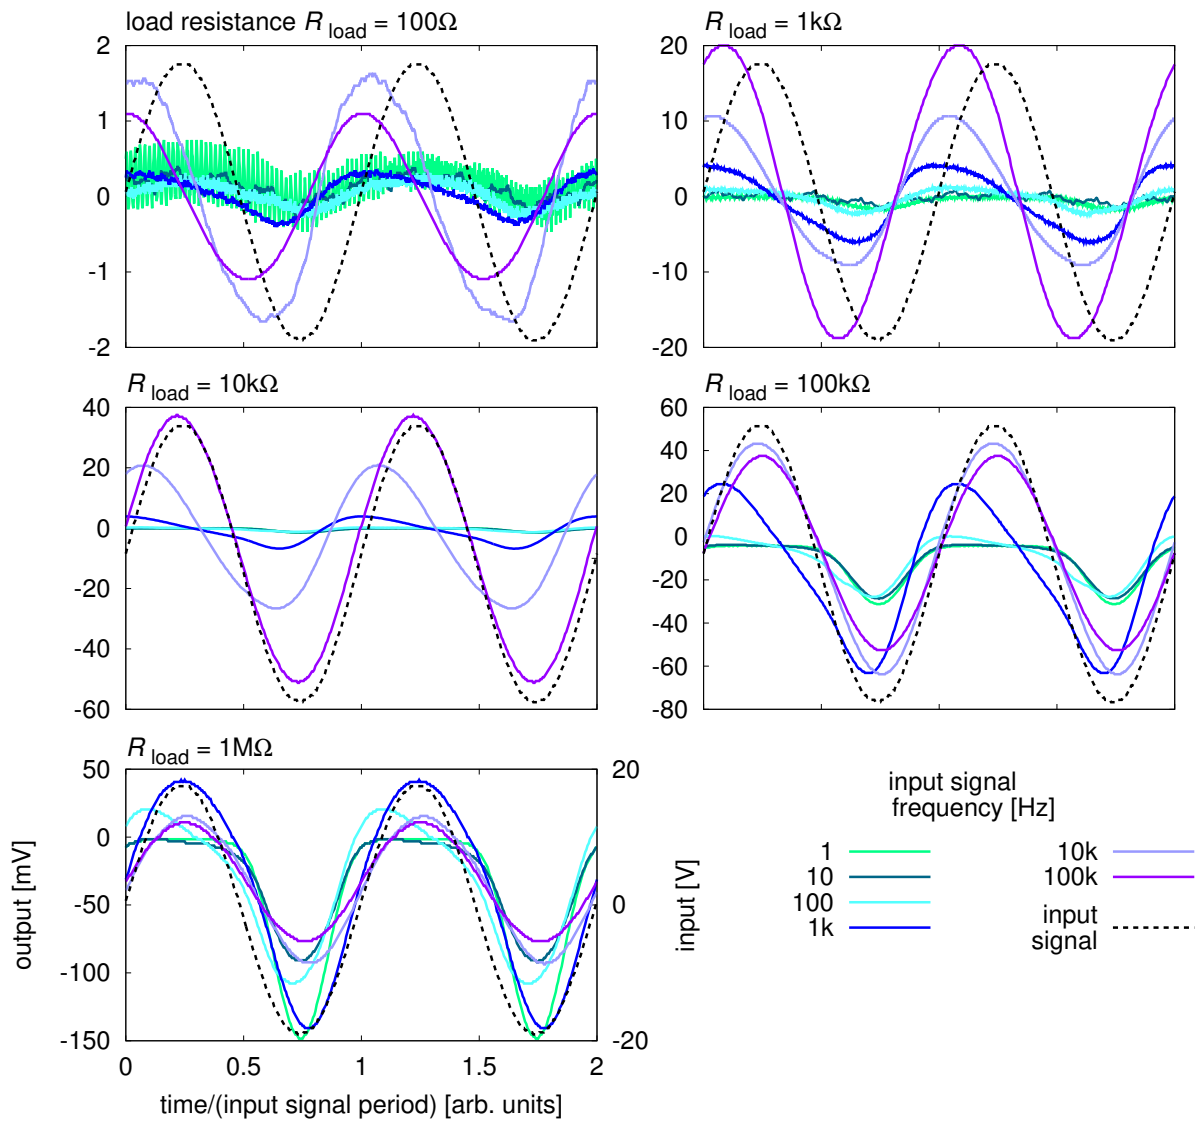 load resistance R load = 100Ω
2
1
0
-1
-2
R load = 1kΩ
20
10
0
-10
-20
R load = 10kΩ
40
20
0
-20
-40
-60
R load = 100kΩ
60
40
20
0
-20
-40
-60
-80
R load = 1MΩ
50
0
-50
-100
-150
output [mV]
20
0
-20
input [V]
0
0.5
1
1.5
2
time/(input signal period) [arb. units]
input signal
frequency [Hz]
1
10
100
1k
10k
100k
input
signal